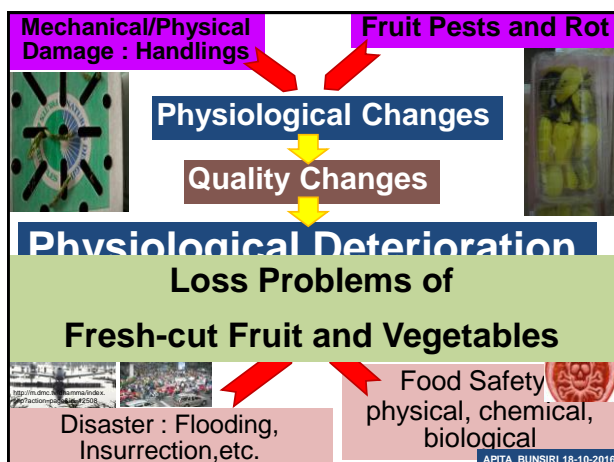 Mechanical/Physical
Damage : Handlings
Fruit Pests and Rot
Physiological Changes
Quality Changes
Physiological Deterioration
Loss Problems of
Fresh-cut Fruit and Vegetables
Disaster : Flooding,
Insurrection,etc.
Food Safety
physical, chemical,
biological
APITA BUNSIRI 18-10-2016